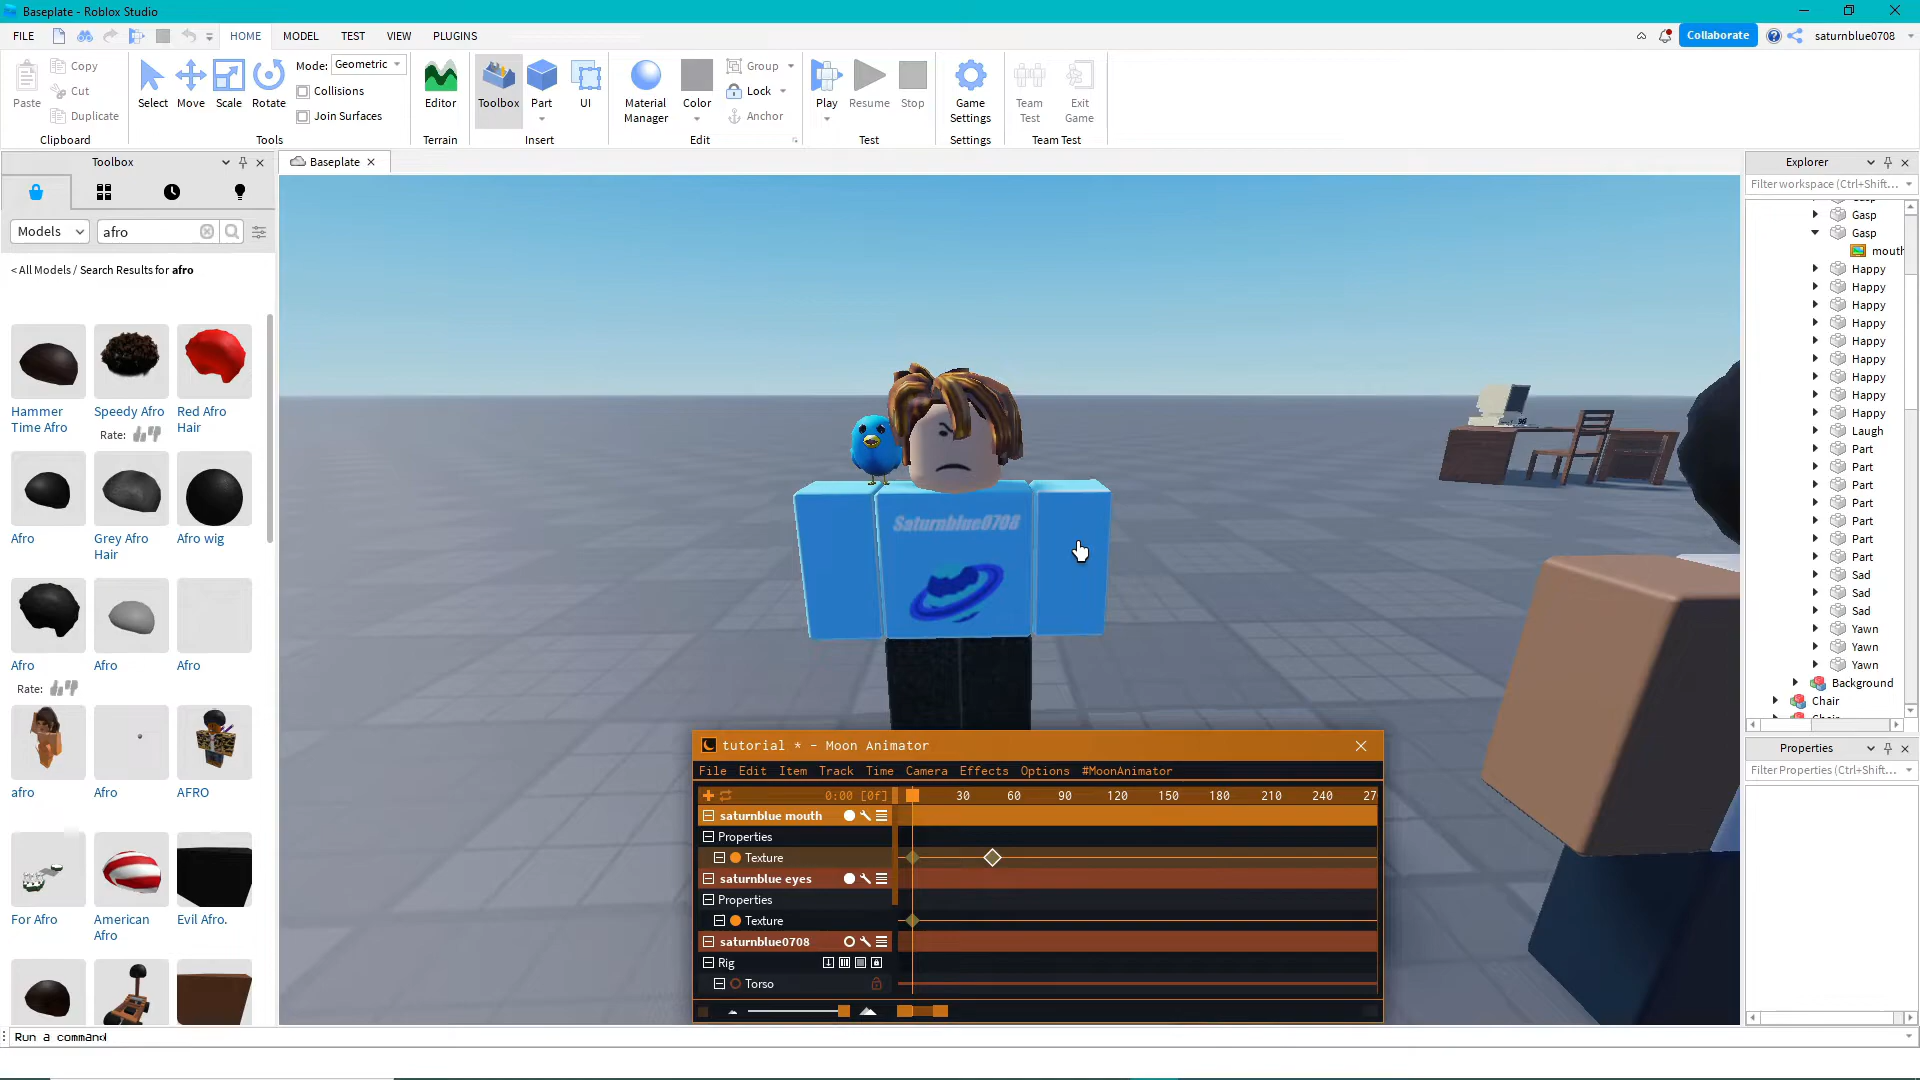 Baseplate - Roblox Studio
FILE HOME MODEL TEST VIEW PLUGINS Collaborate saturnblue0708
Paste Copy Cut Duplicate Clipboard
Select Move Scale Rotate Mode: Geometric Collisions Join Surfaces Tools
Editor Terrain
Toolbox Part UI Insert
Material Manager Color Group Lock Anchor Edit
Play Resume Stop Test
Game Settings Settings
Team Test Exit Game Team Test
Toolbox
Models afro
< All Models / Search Results for afro
Hammer Time Afro
Speedy Afro
Rate:
Red Afro Hair
Afro
Grey Afro Hair
Afro wig
Afro
Rate:
Afro
Afro
afro
Afro
AFRO
For Afro
American Afro
Evil Afro.
Baseplate
Saturnblue0708
tutorial * - Moon Animator
File Edit Item Track Time Camera Effects Options #MoonAnimator
0:00 [0f] 30 60 90 120 150 180 210 240 27
saturnblue mouth
Properties
Texture
saturnblue eyes
Properties
Texture
saturnblue0708
Rig
Torso
Explorer
Filter workspace (Ctrl+Shift...
Gasp
Gasp
mouth
Happy
Happy
Happy
Happy
Happy
Happy
Happy
Happy
Happy
Laugh
Part
Part
Part
Part
Part
Part
Part
Sad
Sad
Sad
Yawn
Yawn
Yawn
Background
Chair
Properties
Filter Properties (Ctrl+Shift...
Run a command